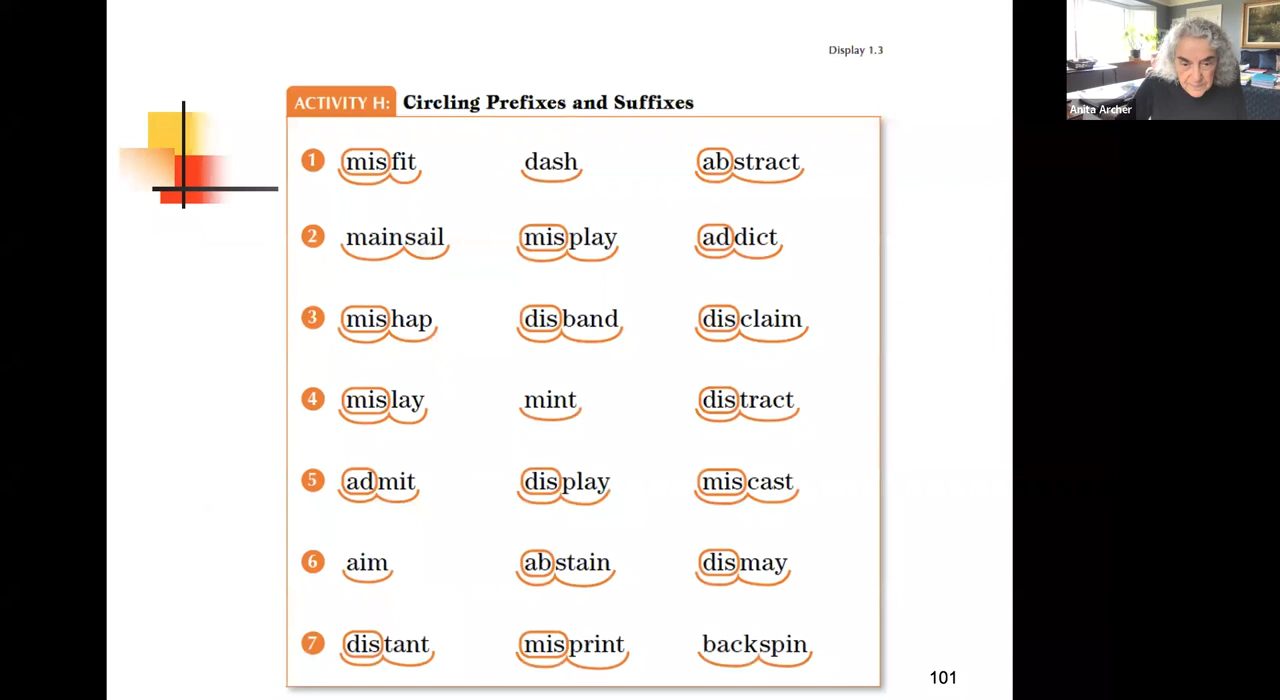 Display 1.3
Anita Archer
ACTIVITY H: Circling Prefixes and Suffixes
1 misfit dash abstract
2 mainsail misplay addict
3 mishap disband disclaim
4 mislay mint distract
5 admit display miscast
6 aim abstain dismay
7 distant misprint backspin
101